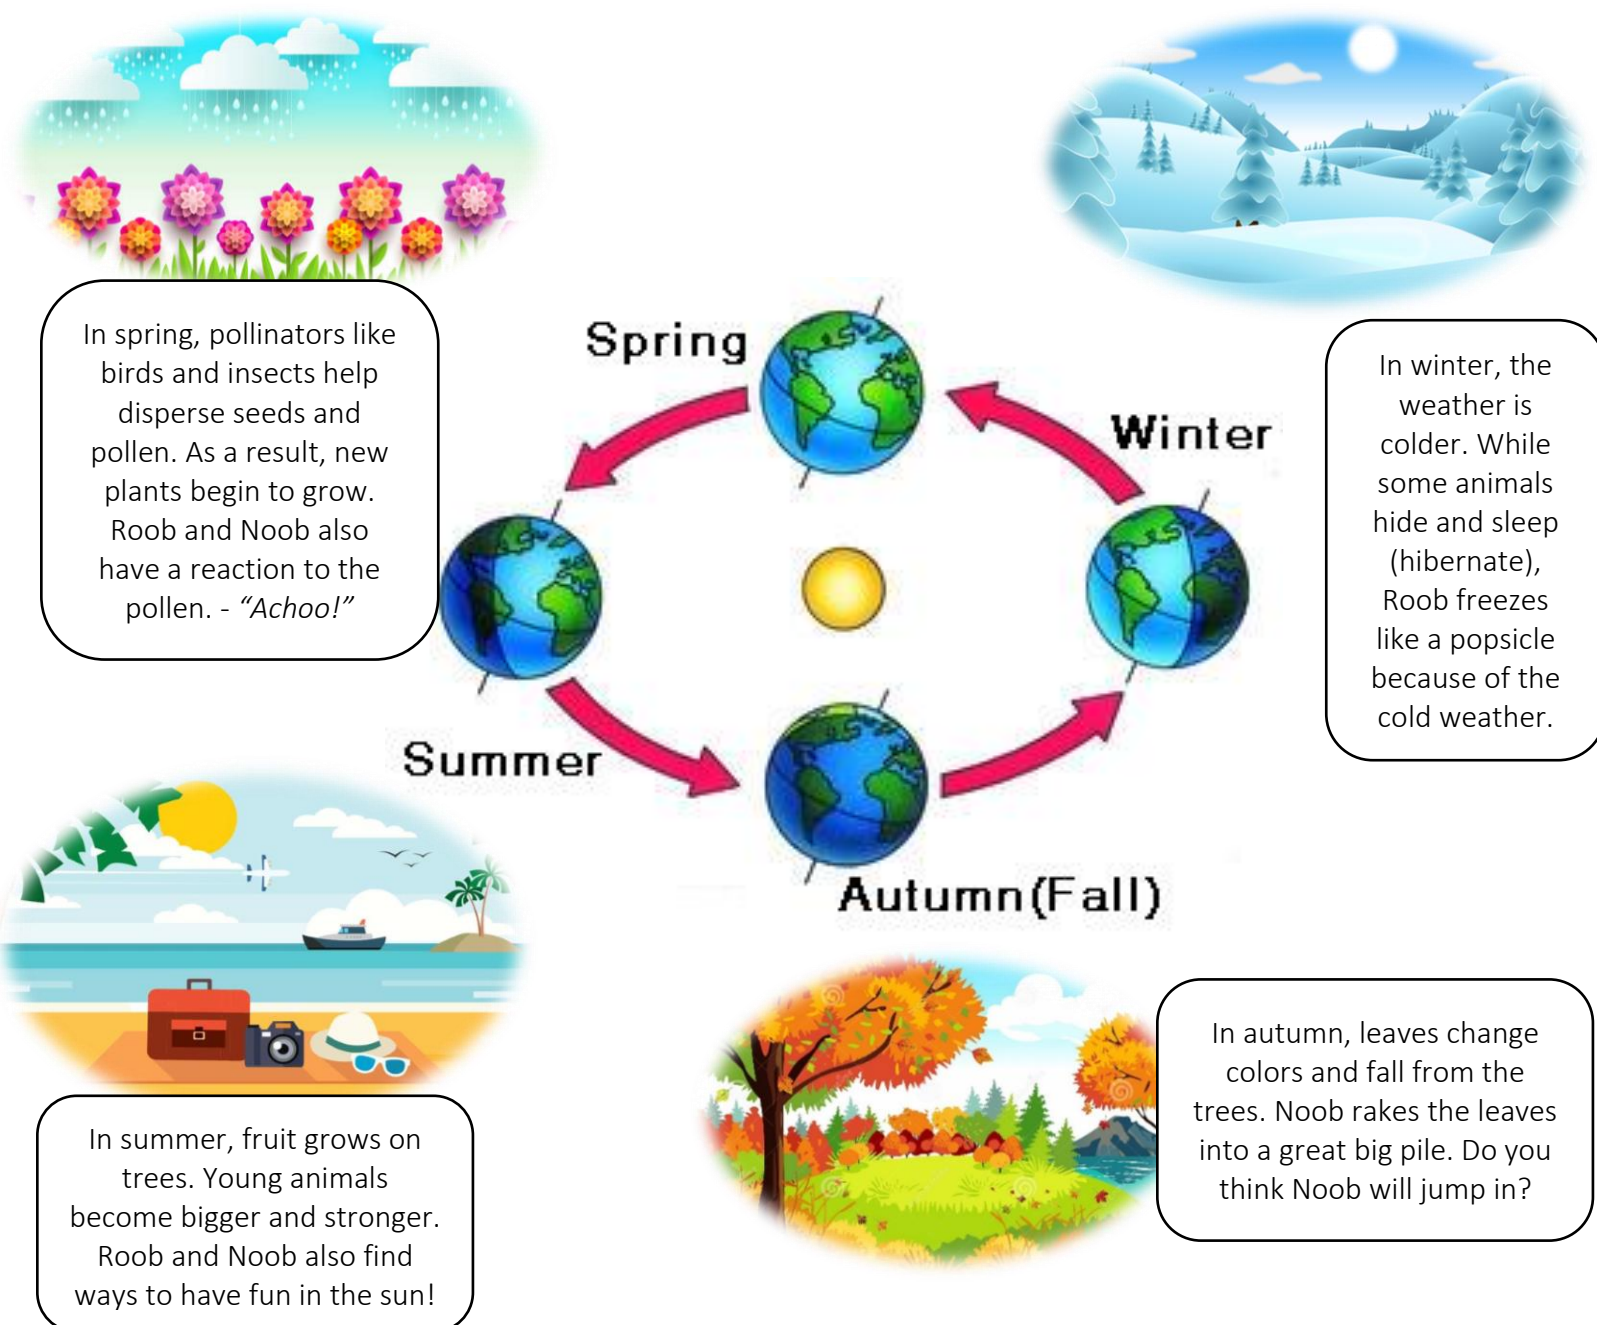 Spring
Winter
Summer
Autumn(Fall)
In spring, pollinators like
birds and insects help
disperse seeds and
pollen. As a result, new
plants begin to grow.
Roob and Noob also
have a reaction to the
pollen. - “Achoo!”
In winter, the
weather is
colder. While
some animals
hide and sleep
(hibernate),
Roob freezes
like a popsicle
because of the
cold weather.
In summer, fruit grows on
trees. Young animals
become bigger and stronger.
Roob and Noob also find
ways to have fun in the sun!
In autumn, leaves change
colors and fall from the
trees. Noob rakes the leaves
into a great big pile. Do you
think Noob will jump in?